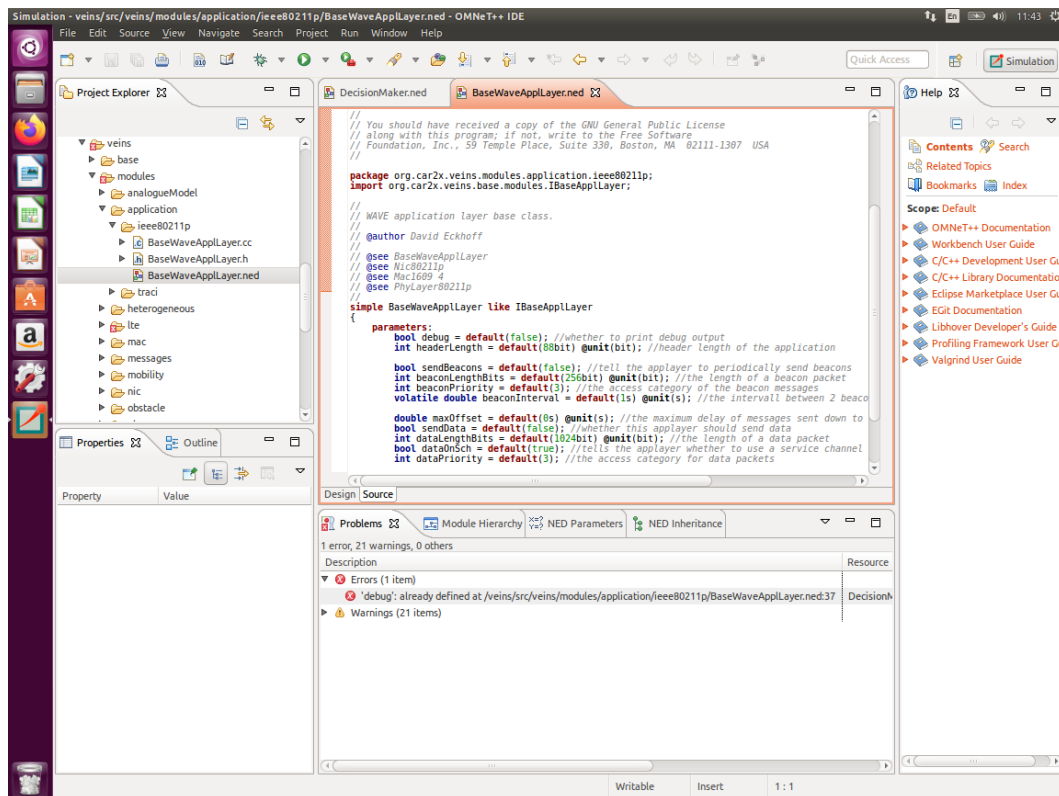 Simulation - veins/src/veins/modules/application/ieee80211p/BaseWaveApplLayer.ned - OMNeT++ IDE
En
11:43
File Edit Source View Navigate Search Project Run Window Help
Quick Access
Simulation
Project Explorer
veins
base
modules
analogueModel
application
ieee80211p
BaseWaveApplLayer.cc
BaseWaveApplLayer.h
BaseWaveApplLayer.ned
traci
heterogeneous
lte
mac
messages
mobility
nic
obstacle
Properties
Outline
Property Value
DecisionMaker.ned
BaseWaveApplLayer.ned
//
// You should have received a copy of the GNU General Public License
// along with this program; if not, write to the Free Software
// Foundation, Inc., 59 Temple Place, Suite 330, Boston, MA  02111-1307  USA
//
package org.car2x.veins.modules.application.ieee80211p;
import org.car2x.veins.base.modules.IBaseApplLayer;
//
// WAVE application layer base class.
//
// @author David Eckhoff
//
// @see BaseWaveApplLayer
// @see Nic80211p
// @see Mac1609_4
// @see PhyLayer80211p
//
simple BaseWaveApplLayer like IBaseApplLayer
{
parameters:
bool debug = default(false); //whether to print debug output
int headerLength = default(88bit) @unit(bit); //header length of the application
bool sendBeacons = default(false); //tell the applayer to periodically send beacons
int beaconLengthBits = default(256bit) @unit(bit); //the length of a beacon packet
int beaconPriority = default(3); //the access category of the beacon messages
volatile double beaconInterval = default(1s) @unit(s); //the intervall between 2 beaco
double maxOffset = default(0s) @unit(s); //the maximum delay of messages sent down to
bool sendData = default(false); //whether this applayer should send data
int dataLengthBits = default(1024bit) @unit(bit); //the length of a data packet
bool dataOnSch = default(true); //tells the applayer whether to use a service channel
int dataPriority = default(3); //the access category for data packets
Design Source
Problems
Module Hierarchy
NED Parameters
NED Inheritance
1 error, 21 warnings, 0 others
Description Resource
Errors (1 item)
'debug': already defined at /veins/src/veins/modules/application/ieee80211p/BaseWaveApplLayer.ned:37 DecisionM
Warnings (21 items)
Help
Contents Search
Related Topics
Bookmarks Index
Scope: Default
OMNeT++ Documentation
Workbench User Guide
C/C++ Development User Gu
C/C++ Library Documentatio
Eclipse Marketplace User Gu
EGit Documentation
Libhover Developer's Guide
Profiling Framework User G
Valgrind User Guide
Writable Insert 1 : 1